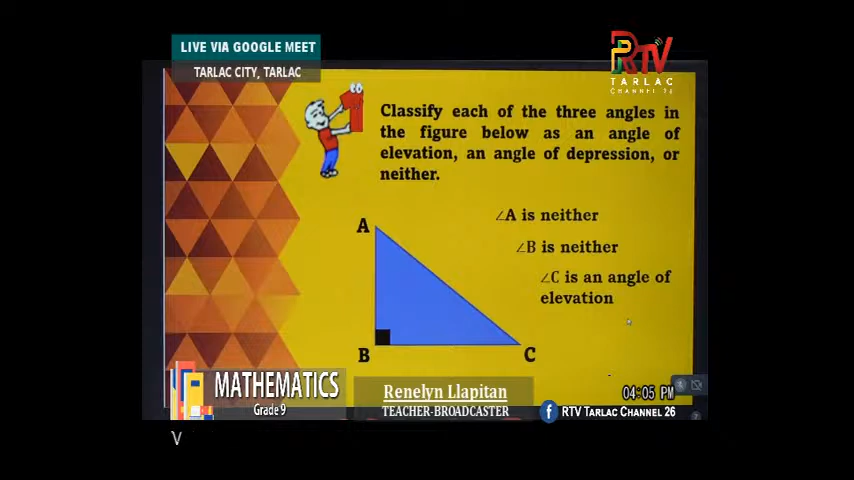 LIVE VIA GOOGLE MEET
TARLAC CITY, TARLAC
RTV
TARLAC
CHANNEL 26
Classify each of the three angles in
the figure below as an angle of
elevation, an angle of depression, or
neither.
A
∠A is neither
∠B is neither
∠C is an angle of
elevation
B
C
MATHEMATICS
Grade 9
Renelyn Llapitan
TEACHER-BROADCASTER
04:05 PM
f RTV TARLAC CHANNEL 26
V